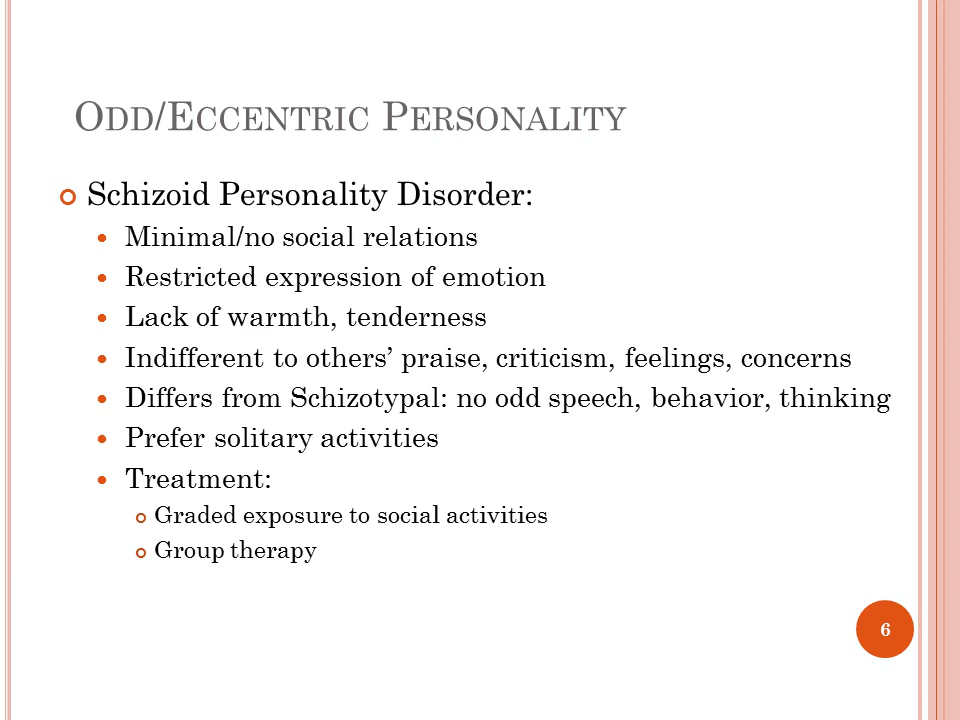 Odd/Eccentric Personality
Schizoid Personality Disorder:
Minimal/no social relations
Restricted expression of emotion
Lack of warmth, tenderness
Indifferent to others’ praise, criticism, feelings, concerns
Differs from Schizotypal: no odd speech, behavior, thinking
Prefer solitary activities
Treatment:
Graded exposure to social activities
Group therapy
6